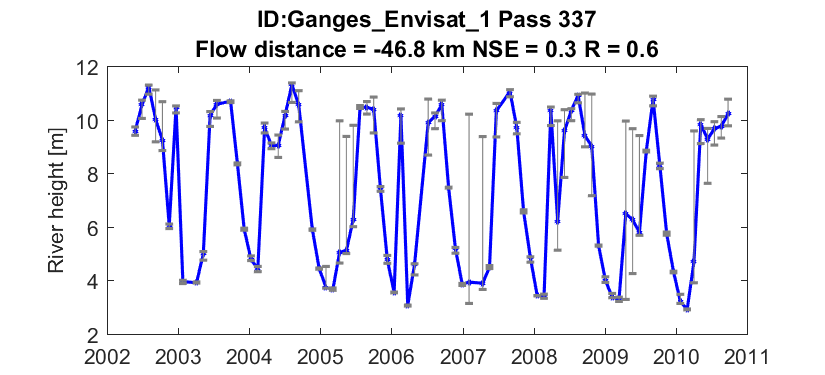 ID:Ganges_Envisat_1 Pass 337
Flow distance = -46.8 km NSE = 0.3 R = 0.6
River height [m]
12
10
8
6
4
2
2002 2003 2004 2005 2006 2007 2008 2009 2010 2011